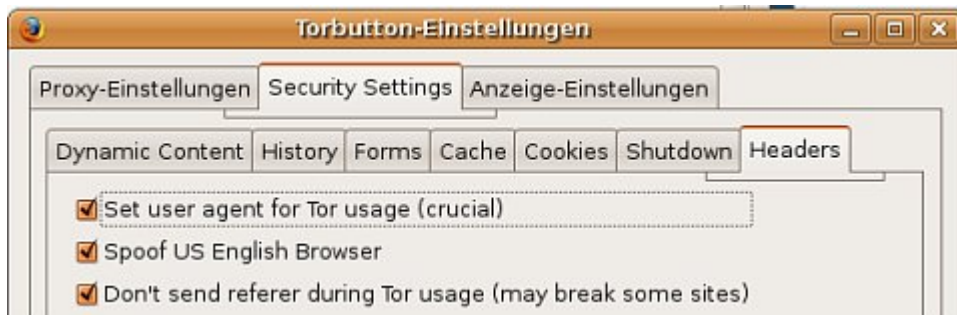 Torbutton-Einstellungen
Proxy-Einstellungen Security Settings Anzeige-Einstellungen
Dynamic Content History Forms Cache Cookies Shutdown Headers
Set user agent for Tor usage (crucial)
Spoof US English Browser
Don't send referer during Tor usage (may break some sites)